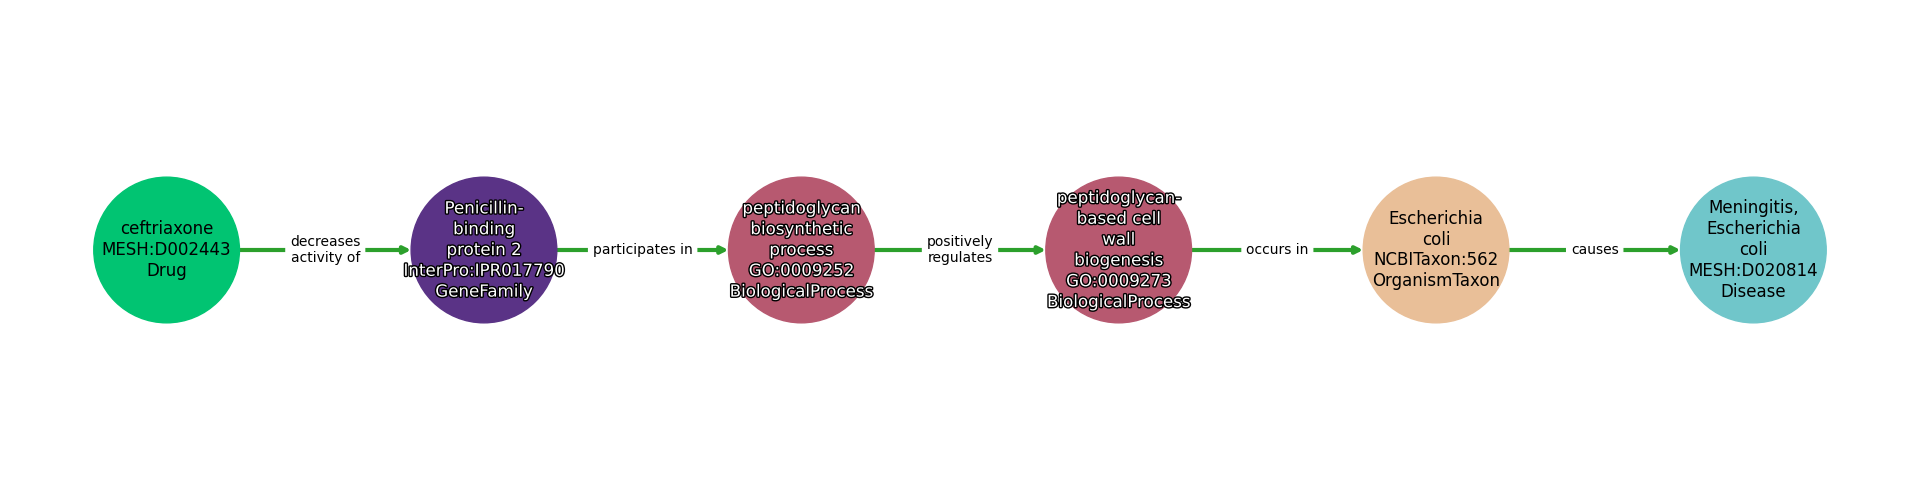 ceftriaxone
MESH:D002443
Drug
decreases
activity of
Penicillin-
binding
protein 2
InterPro:IPR017790
GeneFamily
participates in
peptidoglycan
biosynthetic
process
GO:0009252
BiologicalProcess
positively
regulates
peptidoglycan-
based cell
wall
biogenesis
GO:0009273
BiologicalProcess
occurs in
Escherichia
coli
NCBITaxon:562
OrganismTaxon
causes
Meningitis,
Escherichia
coli
MESH:D020814
Disease